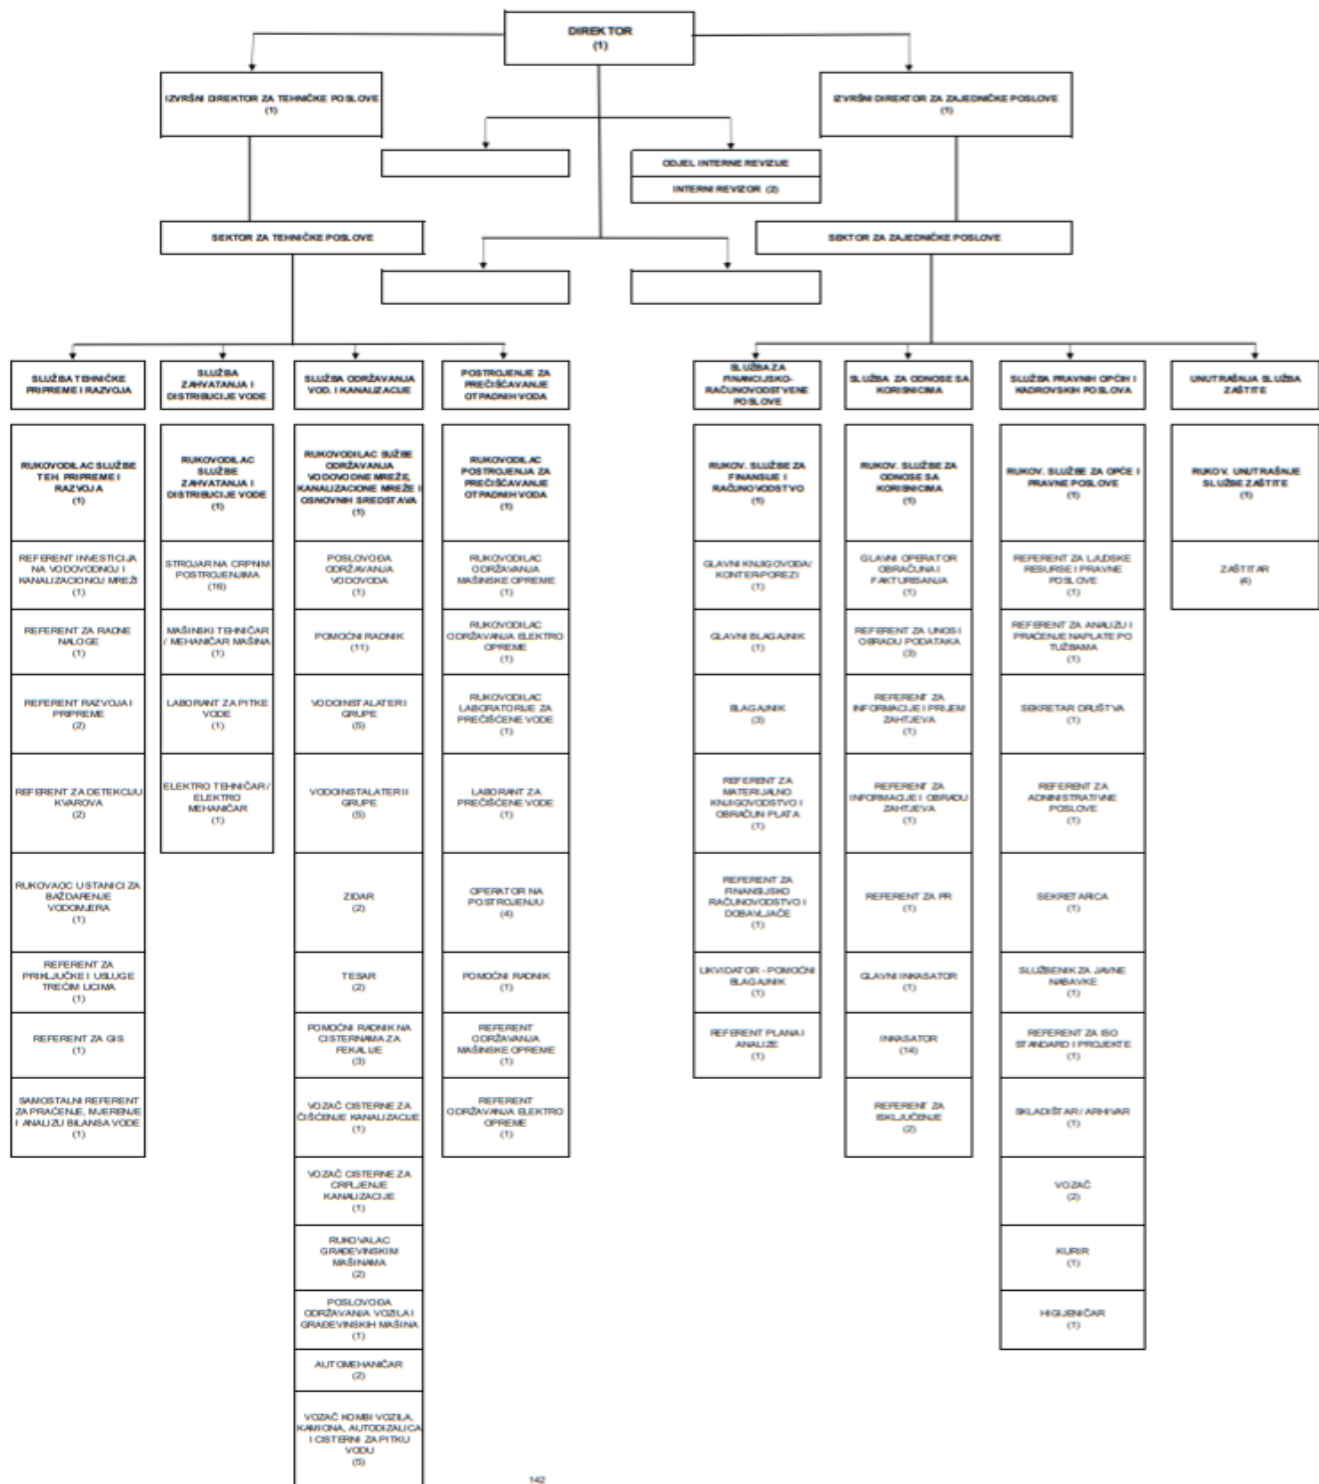 DIREKTOR
(1)
IZVRŠNI DIREKTOR ZA TEHNIČKE POSLOVE
(1)
IZVRŠNI DIREKTOR ZA ZAJEDNIČKE POSLOVE
(1)
ODJEL INTERNE REVIZIJE
INTERNI REVIZOR (2)
SEKTOR ZA TEHNIČKE POSLOVE
SEKTOR ZA ZAJEDNIČKE POSLOVE
SLUŽBA TEHNIČKE
PRIPREME I RAZVOJA
RUKOVODILAC SLUŽBE
TEH. PRIPREME I
RAZVOJA
(1)
REFERENT INVESTICIJA
NA VODOVODNOJ I
KANALIZACIONOJ MREŽI
(1)
REFERENT ZA RADNE
NALOGE
(1)
REFERENT RAZVOJA I
PRIPREME
(2)
REFERENT ZA DETEKCIJU
KVAROVA
(2)
RUKOVAOC U STANICI ZA
BAŽDARENJE
VODOMJERA
(1)
REFERENT ZA
PRIKLJUČKE I USLUGE
TREĆIM LICIMA
(1)
REFERENT ZA GIS
(1)
SAMOSTALNI REFERENT
ZA PRAĆENJE, MJERENJE
I ANALIZU BILANSA VODE
(1)
SLUŽBA
ZAHVATANJA I
DISTRIBUCIJE VODE
RUKOVODILAC
SLUŽBE
ZAHVATANJA I
DISTRIBUCIJE VODE
(1)
STROJAR NA CRPNIM
POSTROJENJIMA
(16)
MAŠINSKI TEHNIČAR
/ MEHANIČAR MAŠINA
(1)
LABORANT ZA PITKE
VODE
(1)
ELEKTRO TEHNIČAR /
ELEKTRO
MEHANIČAR
(1)
SLUŽBA ODRŽAVANJA
VOD. I KANALIZACIJE
RUKOVODILAC SUŽBE
ODRŽAVANJA
VODOVODNE MREŽE,
KANALIZACIONE MREŽE I
OSNOVNIH SREDSTAVA
(1)
POSLOVOĐA
ODRŽAVANJA
VODOVODA
(1)
POMOĆNI RADNIK
(11)
VODOINSTALATER I
GRUPE
(5)
VODOINSTALATER II
GRUPE
(5)
ZIDAR
(2)
TESAR
(2)
POMOĆNI RADNIK NA
CISTERNAMA ZA
FEKALIJE
(3)
VOZAČ CISTERNE ZA
ČIŠĆENJE KANALIZACIJE
(1)
VOZAČ CISTERNE ZA
CRPLJENJE
KANALIZACIJE
(1)
RUKOVALAC
GRAĐEVINSKIM
MAŠINAMA
(2)
POSLOVOĐA
ODRŽAVANJA VOZILA I
GRAĐEVINSKIH MAŠINA
(1)
AUTOMEHANIČAR
(2)
VOZAČ KOMBI VOZILA,
KAMIONA, AUTODIZALICA
I CISTERNI ZA PITKU
VODU
(5)
POSTROJENJE ZA
PREČIŠĆAVANJE
OTPADNIH VODA
RUKOVODILAC
POSTROJENJA ZA
PREČIŠĆAVANJE
OTPADNIH VODA
(1)
RUKOVODILAC
ODRŽAVANJA
MAŠINSKE OPREME
(1)
RUKOVODILAC
ODRŽAVANJA ELEKTRO
OPREME
(1)
RUKOVODILAC
LABORATORIJE ZA
PREČIŠĆENE VODE
(1)
LABORANT ZA
PREČIŠĆENE VODE
(1)
OPERATOR NA
POSTROJENJU
(4)
POMOĆNI RADNIK
(1)
REFERENT
ODRŽAVANJA
MAŠINSKE OPREME
(1)
REFERENT
ODRŽAVANJA ELEKTRO
OPREME
(1)
SLUŽBA ZA
FINANCIJSKO-
RAČUNOVODSTVENE
POSLOVE
RUKOV. SLUŽBE ZA
FINANSIJE I
RAČUNOVODSTVO
(1)
GLAVNI KNJIGOVOĐA/
KONTER/POREZI
(1)
GLAVNI BLAGAJNIK
(1)
BLAGAJNIK
(3)
REFERENT ZA
MATERIJALNO
KNJIGOVODSTVO I
OBRAČUN PLATA
(1)
REFERENT ZA
FINANSIJSKO
RAČUNOVODSTVO I
DOBAVLJAČE
(1)
LIKVIDATOR - POMOĆNI
BLAGAJNIK
(1)
REFERENT PLANA I
ANALIZE
(1)
SLUŽBA ZA ODNOSE SA
KORISNICIMA
RUKOV. SLUŽBE ZA
ODNOSE SA
KORISNICIMA
(1)
GLAVNI OPERATOR
OBRAČUNA I
FAKTURISANJA
(1)
REFERENT ZA UNOS I
OBRADU PODATAKA
(3)
REFERENT ZA
INFORMACIJE I PRIJEM
ZAHTJEVA
(1)
REFERENT ZA
INFORMACIJE I OBRADU
ZAHTJEVA
(1)
REFERENT ZA PR
(1)
GLAVNI INKASATOR
(1)
INKASATOR
(14)
REFERENT ZA
ISKLJUČENJE
(2)
SLUŽBA PRAVNIH OPĆIH I
KADROVSKIH POSLOVA
RUKOV. SLUŽBE ZA OPĆE I
PRAVNE POSLOVE
(1)
REFERENT ZA LJUDSKE
RESURSE I PRAVNE
POSLOVE
(1)
REFERENT ZA ANALIZU I
PRAĆENJE NAPLATE PO
TUŽBAMA
(1)
SEKRETAR DRUŠTVA
(1)
REFERENT ZA
ADMINISTRATIVNE
POSLOVE
(1)
SEKRETARICA
(1)
SLUŽBENIK ZA JAVNE
NABAVKE
(1)
REFERENT ZA ISO
STANDARD I PROJEKTE
(1)
SKLADIŠTAR / ARHIVAR
(1)
VOZAČ
(2)
KURIR
(1)
HIGIJENIČAR
(1)
UNUTRAŠNJA SLUŽBA
ZAŠTITE
RUKOV. UNUTRAŠNJE
SLUŽBE ZAŠTITE
(1)
ZAŠTITAR
(4)
142